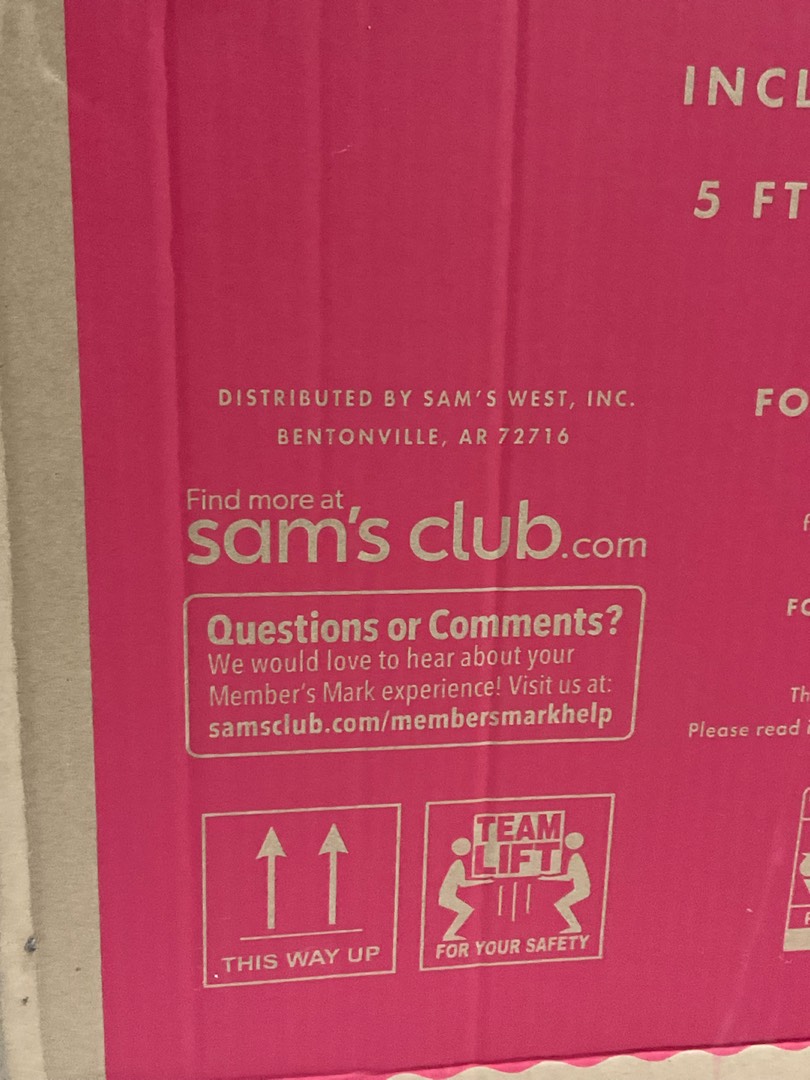 INCL
5 FT
DISTRIBUTED BY SAM'S WEST, INC.
BENTONVILLE, AR 72716
FO
Find more at
sam's club.com
Questions or Comments?
We would love to hear about your
Member's Mark experience! Visit us at:
samsclub.com/membersmarkhelp
FO
Th
Please read
TEAM
LIFT
THIS WAY UP
FOR YOUR SAFETY